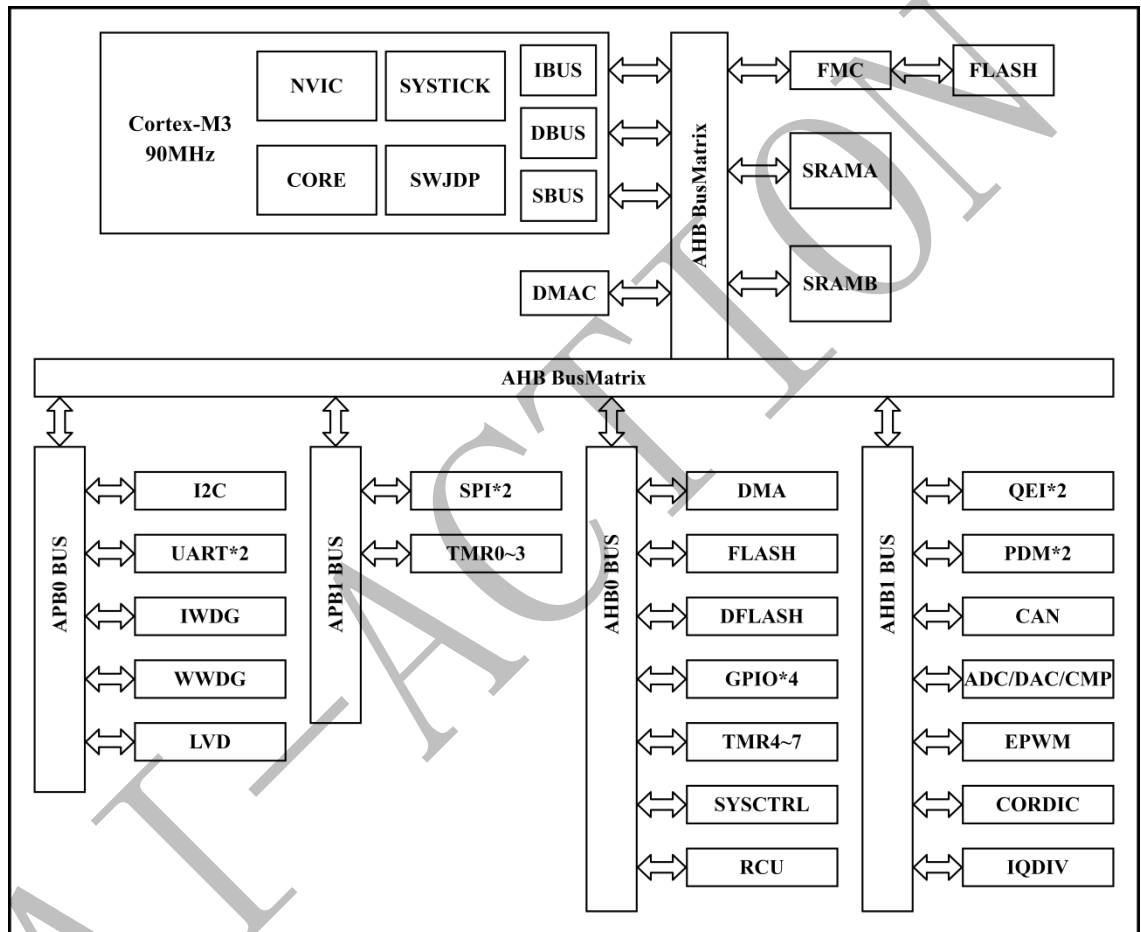 Cortex-M3
90MHz
NVIC
SYSTICK
CORE
SWJDP
IBUS
DBUS
SBUS
DMAC
AHB BusMatrix
FMC
FLASH
SRAMA
SRAMB
AHB BusMatrix
APB0 BUS
I2C
UART*2
IWDG
WWDG
LVD
APB1 BUS
SPI*2
TMR0~3
AHB0 BUS
DMA
FLASH
DFLASH
GPIO*4
TMR4~7
SYSCTRL
RCU
AHB1 BUS
QEI*2
PDM*2
CAN
ADC/DAC/CMP
EPWM
CORDIC
IQDIV
AI-ACTION